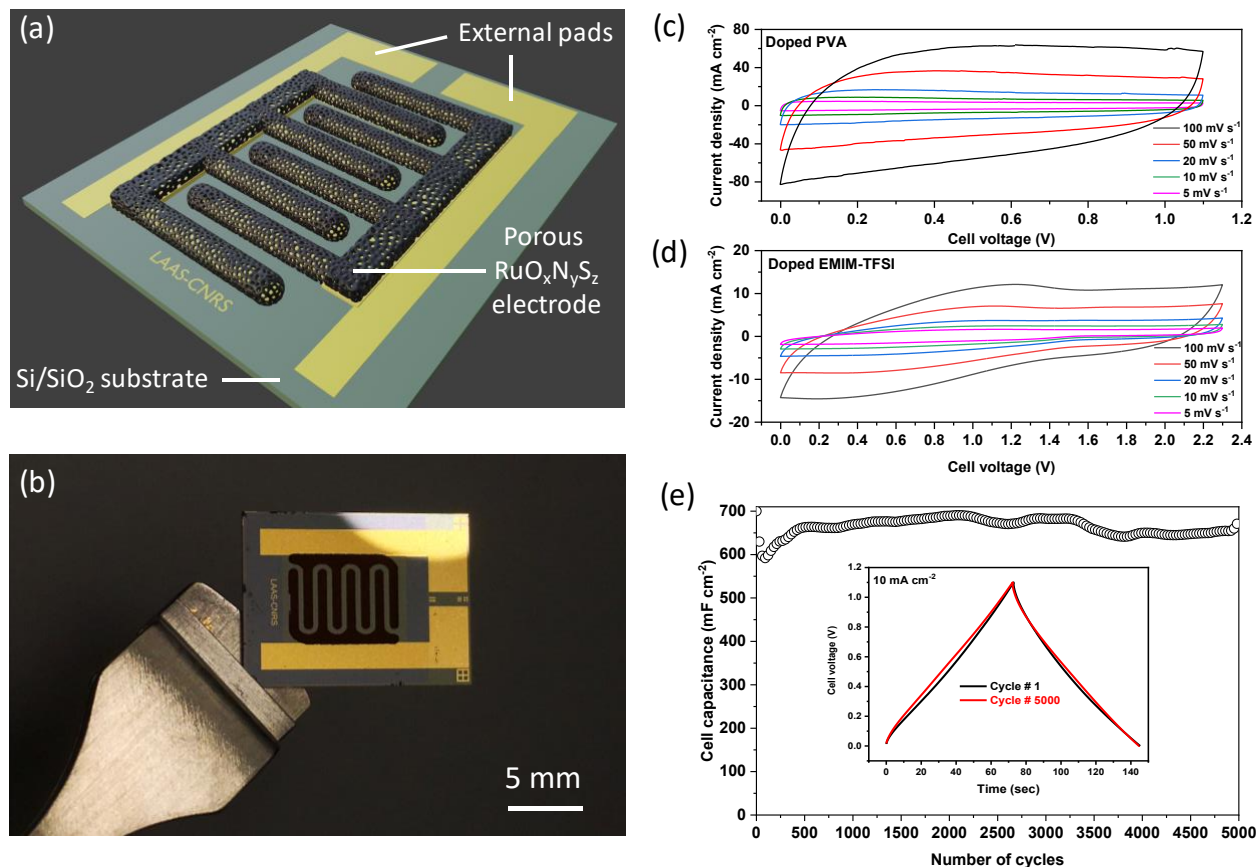 (a)
External pads
Porous
RuOxNySz
electrode
LAAS-CNRS
Si/SiO2 substrate
(b)
LAAS-CNRS
5 mm
(c)
Doped PVA
Current density (mA cm-2)
80
40
0
-40
-80
100 mV s-1
50 mV s-1
20 mV s-1
10 mV s-1
5 mV s-1
0.0 0.2 0.4 0.6 0.8 1.0 1.2
Cell voltage (V)
(d)
Doped EMIM-TFSI
Current density (mA cm-2)
20
10
0
-10
-20
100 mV s-1
50 mV s-1
20 mV s-1
10 mV s-1
5 mV s-1
0.0 0.2 0.4 0.6 0.8 1.0 1.2 1.4 1.6 1.8 2.0 2.2 2.4
Cell voltage (V)
(e)
Cell capacitance (mF cm-2)
700
650
600
550
500
450
400
350
300
250
200
150
100
50
0
10 mA cm-2
Cell voltage (V)
1.2
1.0
0.8
0.6
0.4
0.2
0.0
Cycle # 1
Cycle # 5000
0 20 40 60 80 100 120 140
Time (sec)
0 500 1000 1500 2000 2500 3000 3500 4000 4500 5000
Number of cycles